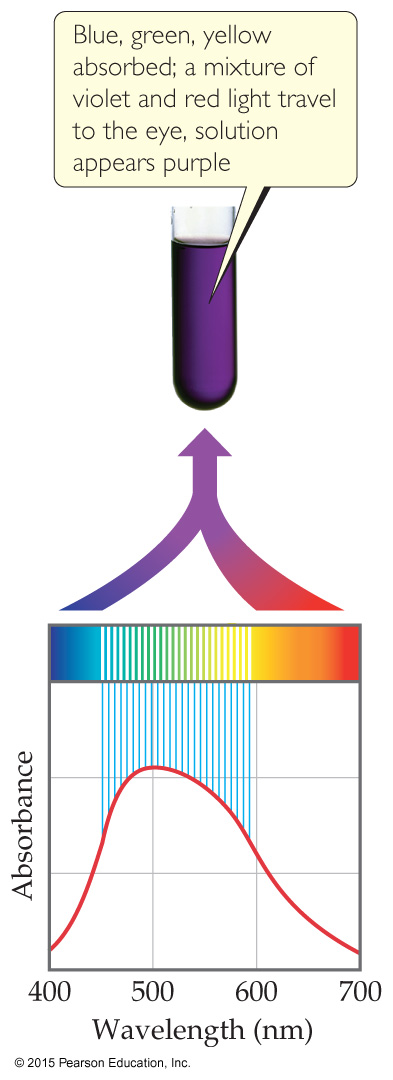 Blue, green, yellow
absorbed; a mixture of
violet and red light travel
to the eye, solution
appears purple
Absorbance
400 500 600 700
Wavelength (nm)
© 2015 Pearson Education, Inc.